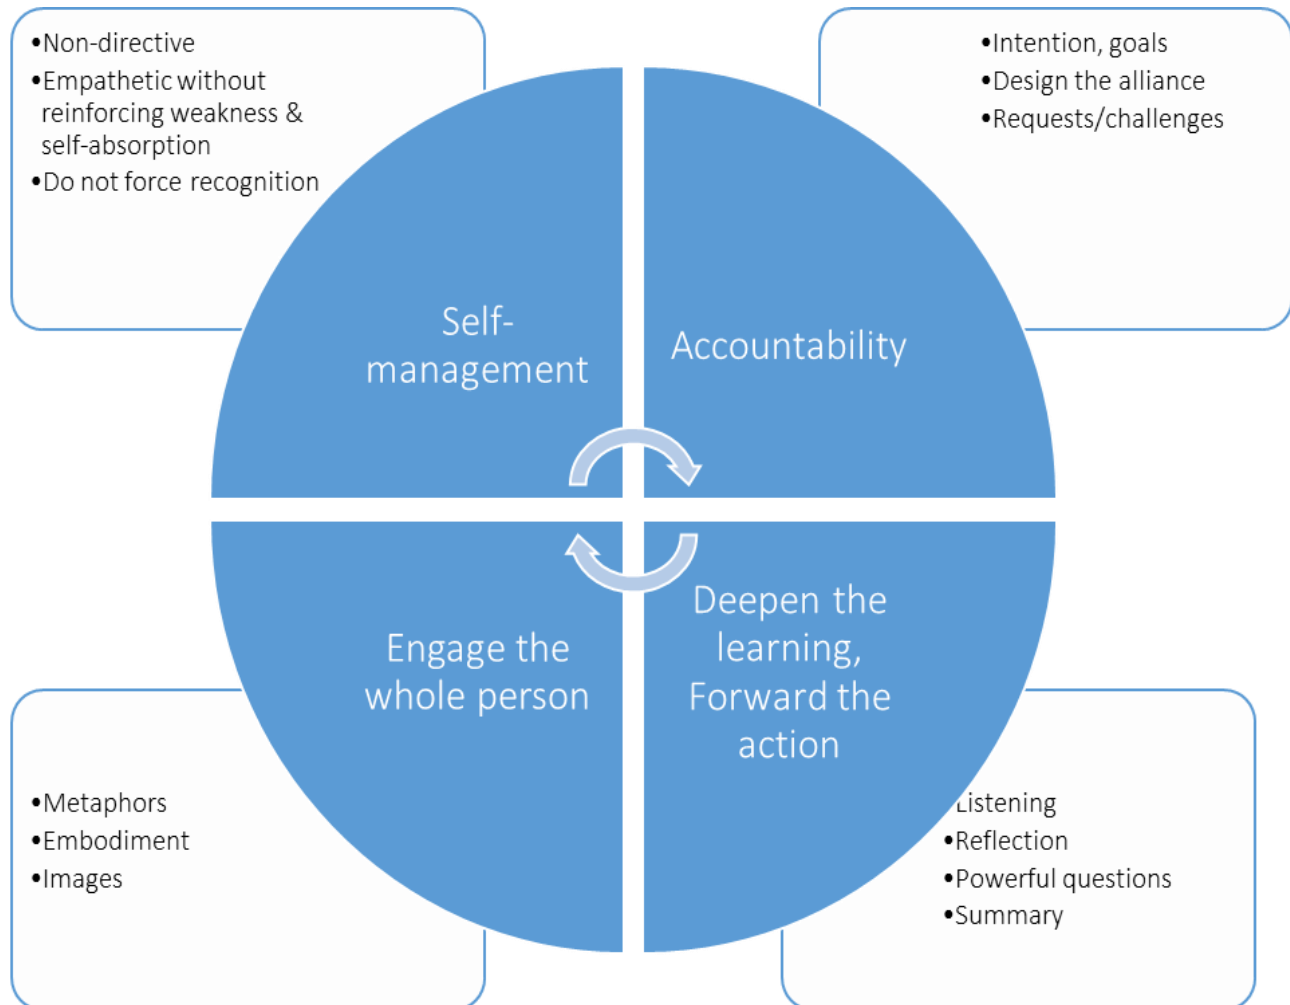 •Non-directive
•Empathetic without
reinforcing weakness &
self-absorption
•Do not force recognition
•Intention, goals
•Design the alliance
•Requests/challenges
Self-
management
Accountability
Engage the
whole person
Deepen the
learning,
Forward the
action
•Metaphors
•Embodiment
•Images
•Listening
•Reflection
•Powerful questions
•Summary